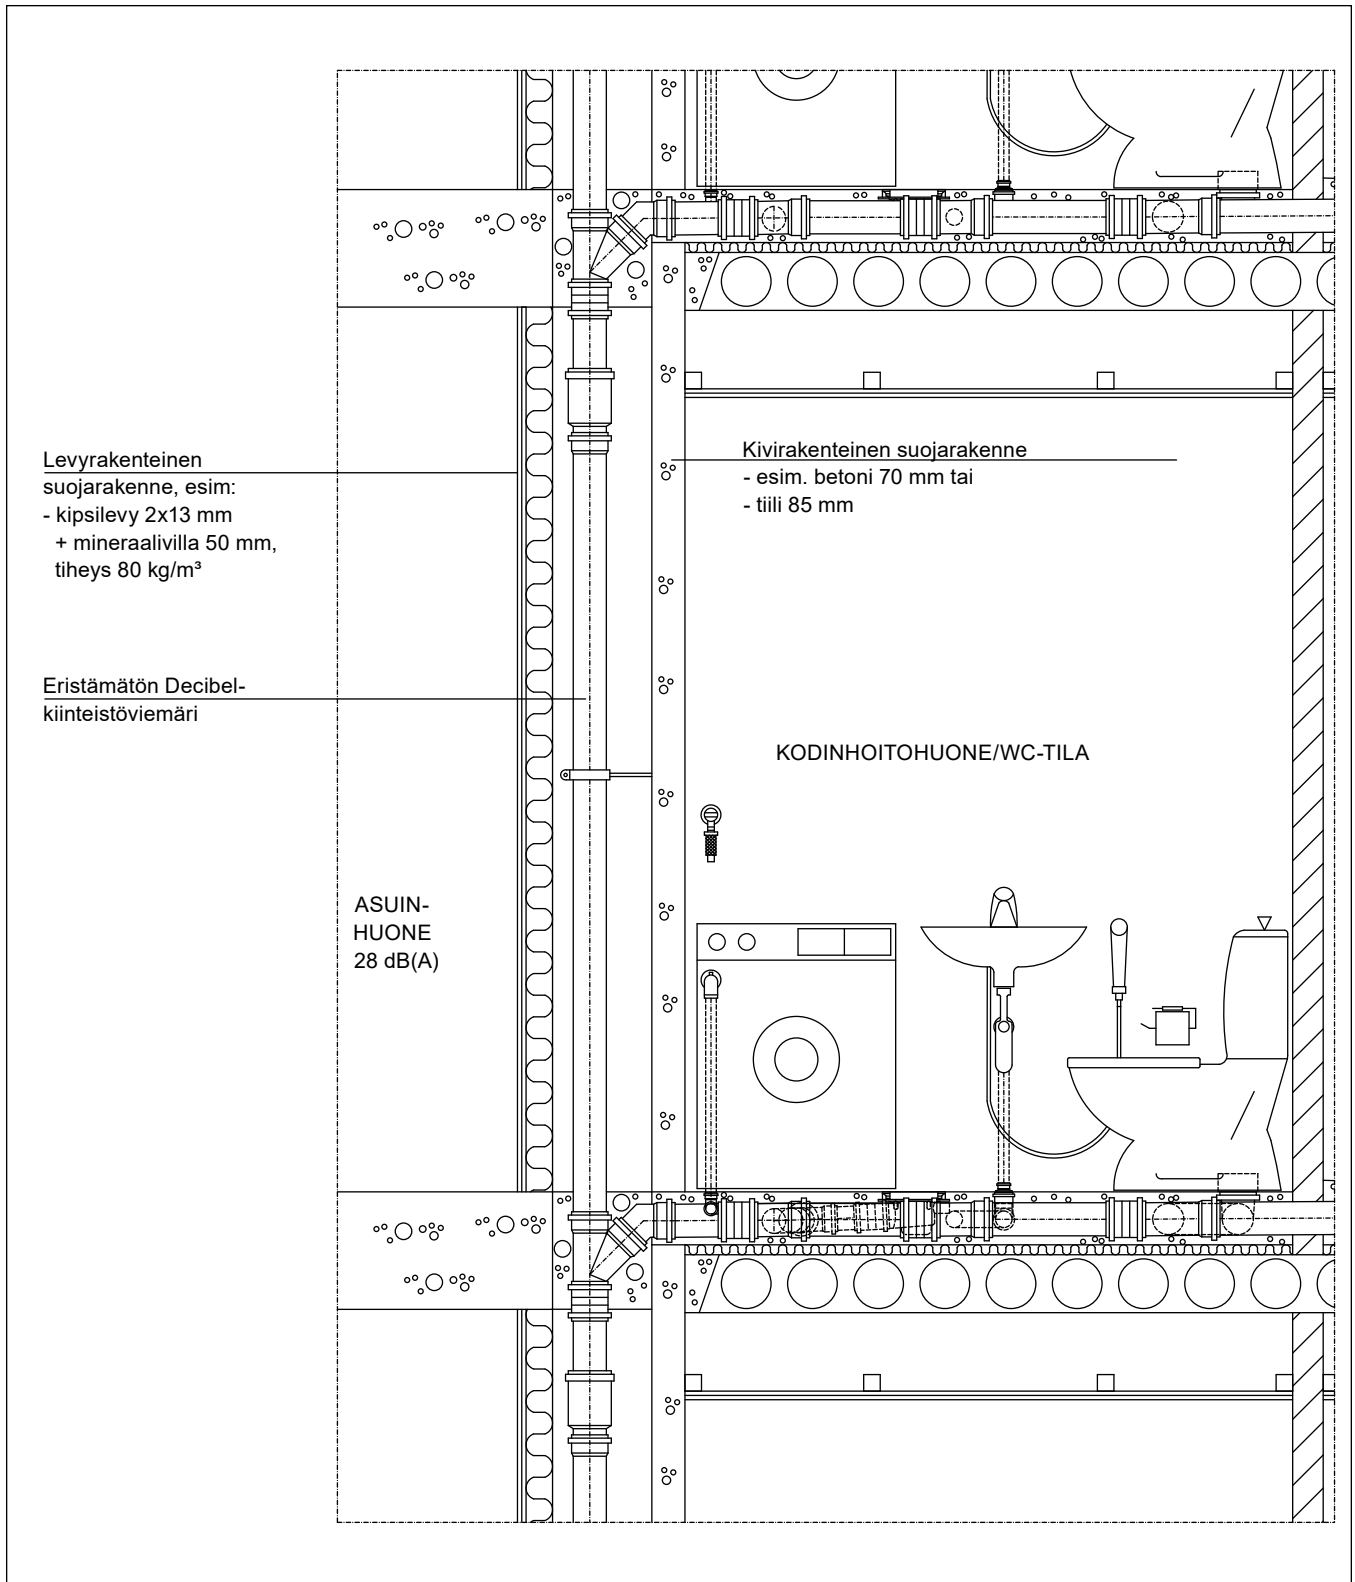 Levyrakenteinen
suojarakenne, esim:
- kipsilevy 2x13 mm
+ mineraalivilla 50 mm,
tiheys 80 kg/m³
Kivirakenteinen suojarakenne
- esim. betoni 70 mm tai
- tiili 85 mm
Eristämätön Decibel-
kiinteistöviemäri
KODINHOITOHUONE/WC-TILA
ASUIN-
HUONE
28 dB(A)